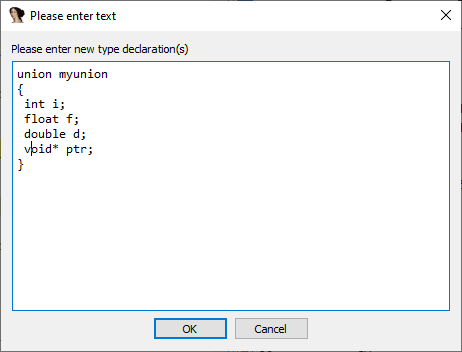 Please enter text
Please enter new type declaration(s)
union myunion
{
 int i;
 float f;
 double d;
 void* ptr;
}
OK
Cancel